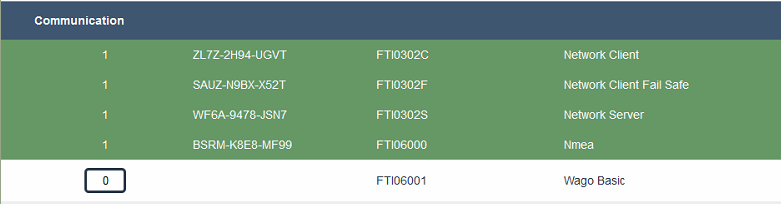 Communication
1 ZL7Z-2H94-UGVT FTI0302C Network Client
1 SAUZ-N9BX-X52T FTI0302F Network Client Fail Safe
1 WF6A-9478-JSN7 FTI0302S Network Server
1 BSRM-K8E8-MF99 FTI06000 Nmea
0 FTI06001 Wago Basic